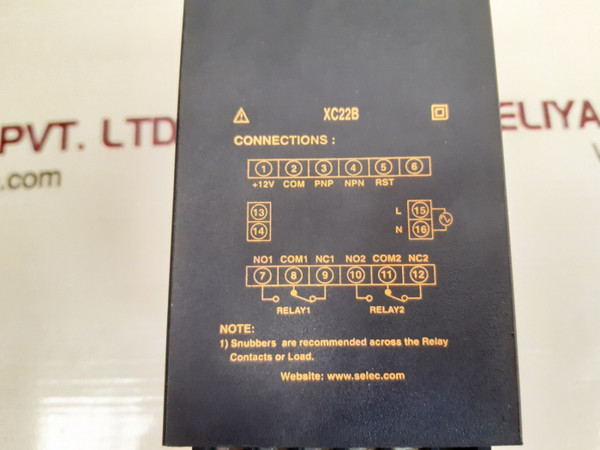 XC22B
PVT. LTD
ELIYA
.com
CONNECTIONS :
1 2 3 4 5 6
+12V COM PNP NPN RST
13
14
L 15
N 16
NO1 COM1 NC1 NO2 COM2 NC2
7 8 9 10 11 12
RELAY1 RELAY2
NOTE:
1) Snubbers are recommended across the Relay
Contacts or Load.
Website: www.selec.com